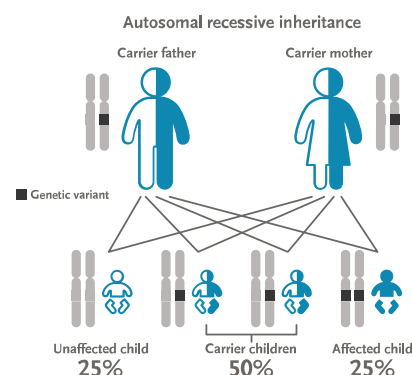 Autosomal recessive inheritance
Carrier father
Carrier mother
Genetic variant
Unaffected child
25%
Carrier children
50%
Affected child
25%